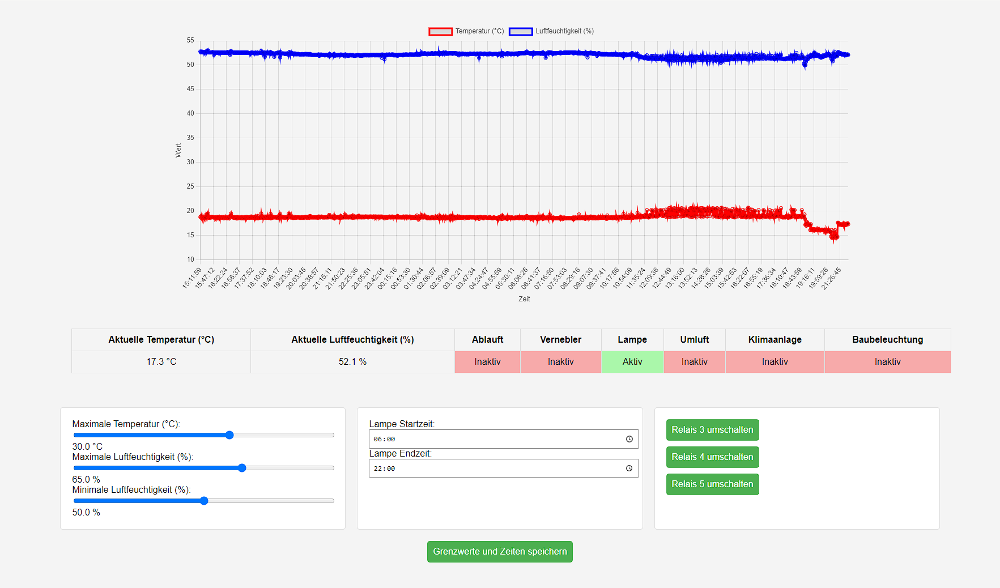 Temperatur (°C) Luftfeuchtigkeit (%)
55
50
45
40
35
30
25
20
15
10
Wert
15:11:59 15:47:12 16:22:24 16:58:37 17:37:52 18:10:03 18:48:17 19:23:30 20:03:45 20:38:57 21:15:11 21:50:23 22:25:36 23:05:51 23:42:04 00:15:16 00:53:30 01:30:44 02:06:57 02:39:09 03:12:21 03:47:34 04:24:47 04:55:59 05:30:11 06:08:25 06:41:37 07:16:50 07:53:03 08:29:16 09:07:30 09:37:41 10:17:56 10:54:09 11:35:24 12:09:36 12:44:49 13:16:00 13:52:13 14:28:26 15:03:39 15:42:53 16:22:07 16:55:19 17:36:34 18:10:47 18:43:59 19:16:11 19:59:26 21:26:45
Zeit
Aktuelle Temperatur (°C) Aktuelle Luftfeuchtigkeit (%) Ablauft Vernebler Lampe Umluft Klimaanlage Baubeleuchtung
17.3 °C 52.1 % Inaktiv Inaktiv Aktiv Inaktiv Inaktiv Inaktiv
Maximale Temperatur (°C):
30.0 °C
Maximale Luftfeuchtigkeit (%):
65.0 %
Minimale Luftfeuchtigkeit (%):
50.0 %
Lampe Startzeit:
06:00
Lampe Endzeit:
22:00
Relais 3 umschalten
Relais 4 umschalten
Relais 5 umschalten
Grenzwerte und Zeiten speichern